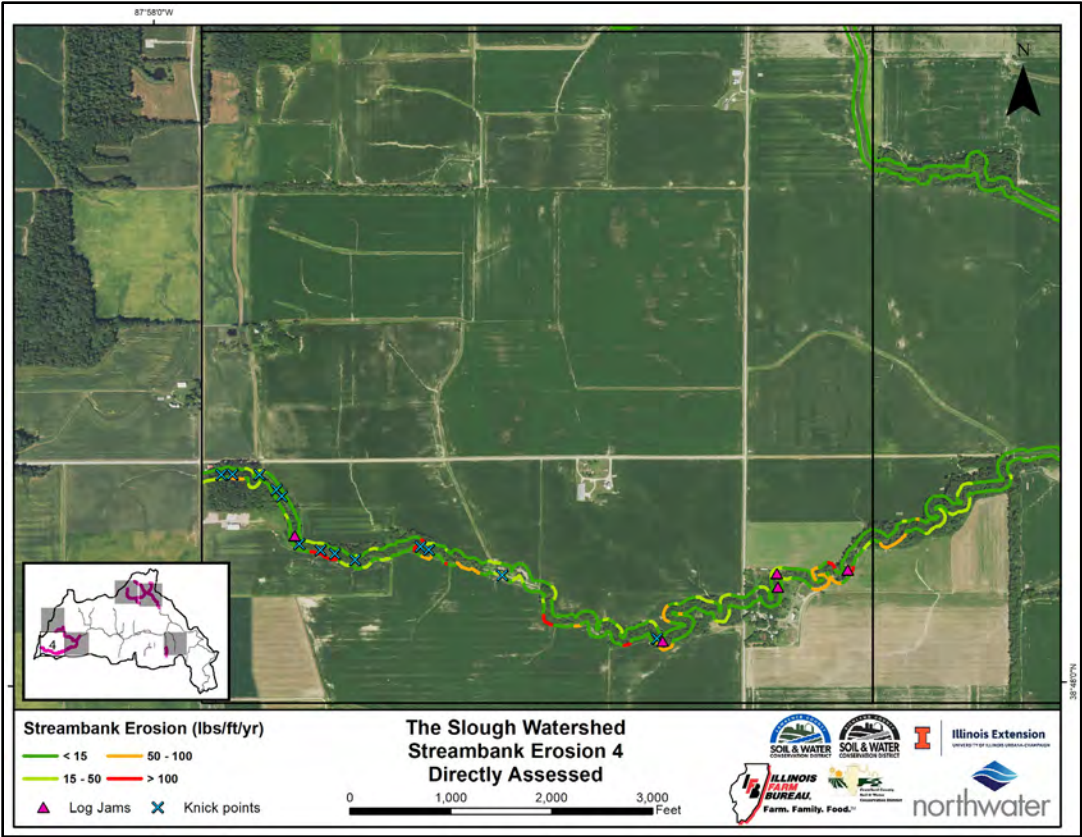 87°58'0"W
N
38°48'0"N
4
Streambank Erosion (lbs/ft/yr)
< 15
50 - 100
15 - 50
> 100
Log Jams
Knick points
The Slough Watershed
Streambank Erosion 4
Directly Assessed
0
1,000
2,000
3,000
Feet
SOIL & WATER
CONSERVATION DISTRICT
SOIL & WATER
CONSERVATION DISTRICT
I
Illinois Extension
UNIVERSITY OF ILLINOIS URBANA-CHAMPAIGN
IFB
ILLINOIS
FARM
BUREAU.
Farm. Family. Food.
northwater